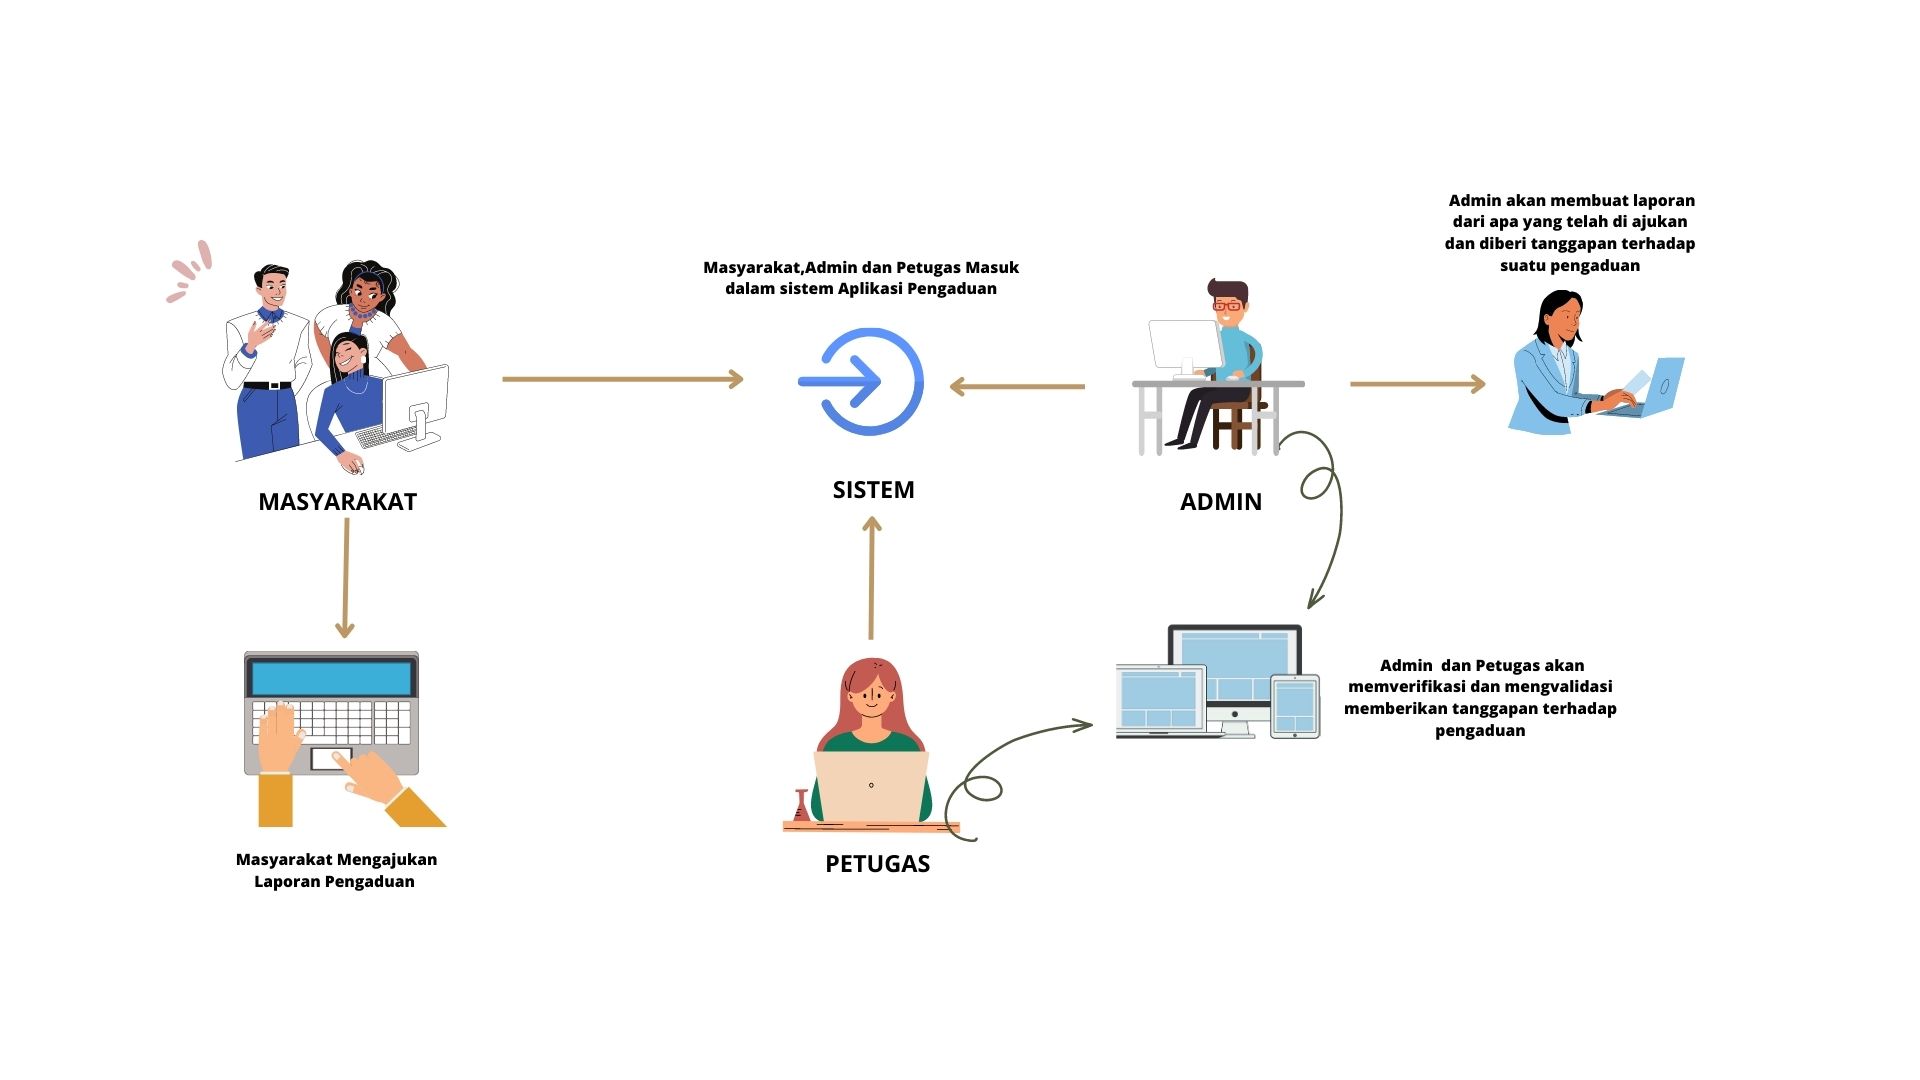 Admin akan membuat laporan
dari apa yang telah di ajukan
dan diberi tanggapan terhadap
suatu pengaduan
Masyarakat,Admin dan Petugas Masuk
dalam sistem Aplikasi Pengaduan
MASYARAKAT
SISTEM
ADMIN
Admin  dan Petugas akan
memverifikasi dan mengvalidasi
memberikan tanggapan terhadap
pengaduan
Masyarakat Mengajukan
Laporan Pengaduan
PETUGAS